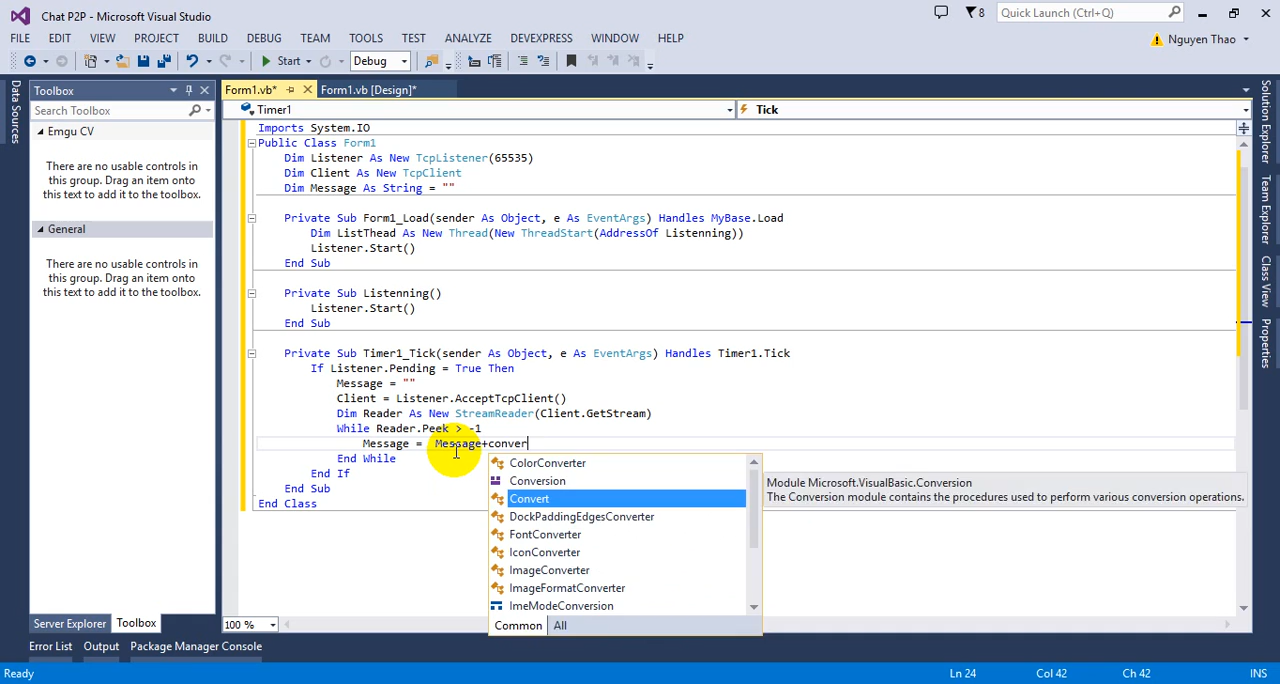 Chat P2P - Microsoft Visual Studio
8
Quick Launch (Ctrl+Q)
FILE EDIT VIEW PROJECT BUILD DEBUG TEAM TOOLS TEST ANALYZE DEVEXPRESS WINDOW HELP
Nguyen Thao
Start
Debug
Data Sources
Toolbox
Search Toolbox
Emgu CV
There are no usable controls in
this group. Drag an item onto
this text to add it to the toolbox.
General
There are no usable controls in
this group. Drag an item onto
this text to add it to the toolbox.
Server Explorer
Toolbox
Form1.vb*
Form1.vb [Design]*
Timer1
Tick
Imports System.IO
Public Class Form1
Dim Listener As New TcpListener(65535)
Dim Client As New TcpClient
Dim Message As String = ""
Private Sub Form1_Load(sender As Object, e As EventArgs) Handles MyBase.Load
Dim ListThead As New Thread(New ThreadStart(AddressOf Listenning))
Listener.Start()
End Sub
Private Sub Listenning()
Listener.Start()
End Sub
Private Sub Timer1_Tick(sender As Object, e As EventArgs) Handles Timer1.Tick
If Listener.Pending = True Then
Message = ""
Client = Listener.AcceptTcpClient()
Dim Reader As New StreamReader(Client.GetStream)
While Reader.Peek > -1
Message = Message+conver
End While
End If
End Sub
End Class
ColorConverter
Conversion
Convert
DockPaddingEdgesConverter
FontConverter
IconConverter
ImageConverter
ImageFormatConverter
ImeModeConversion
Common
All
Module Microsoft.VisualBasic.Conversion
The Conversion module contains the procedures used to perform various conversion operations.
100 %
Solution Explorer
Team Explorer
Class View
Properties
Error List
Output
Package Manager Console
Ready
Ln 24
Col 42
Ch 42
INS